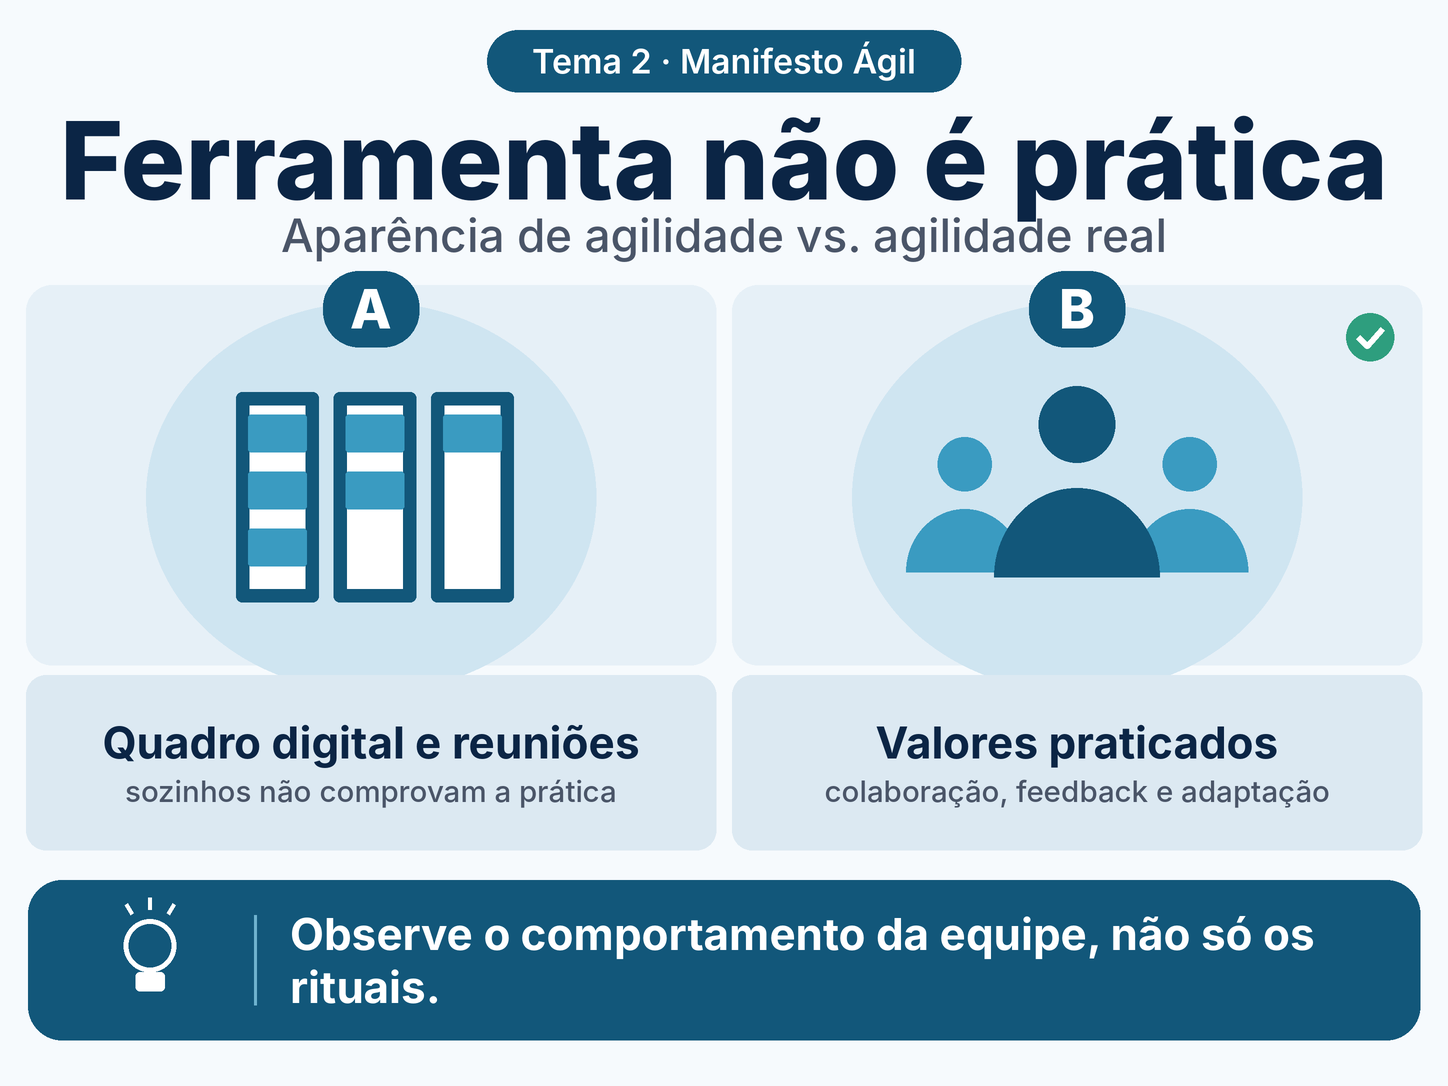 Tema 2 · Manifesto Ágil
Ferramenta não é prática
Aparência de agilidade vs. agilidade real
A
B
Quadro digital e reuniões
sozinhos não comprovam a prática
Valores praticados
colaboração, feedback e adaptação
Observe o comportamento da equipe, não só os
rituais.